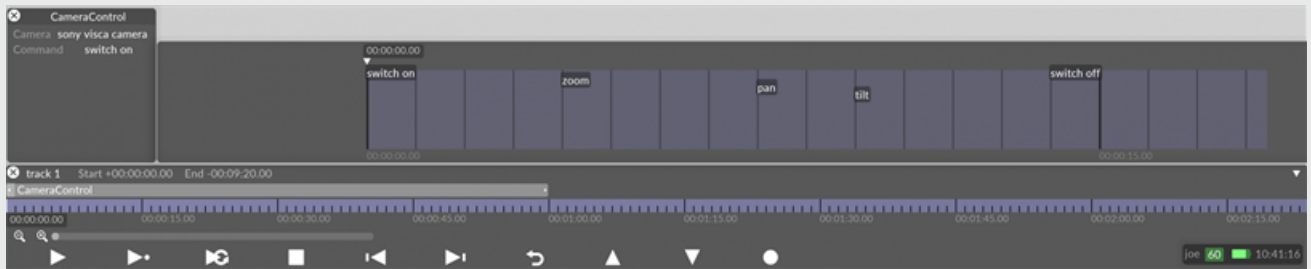 CameraControl
Camera sony visca camera
Command switch on
00:00:00.00
switch on
zoom
pan
tilt
switch off
00:00:00.00 00:00:15.00
track 1 Start +00:00:00.00 End -00:09:20.00
CameraControl
00:00:00.00 00:00:15.00 00:00:30.00 00:00:45.00 00:01:00.00 00:01:15.00 00:01:30.00 00:01:45.00 00:02:00.00 00:02:15.00
joe 60 10:41:16